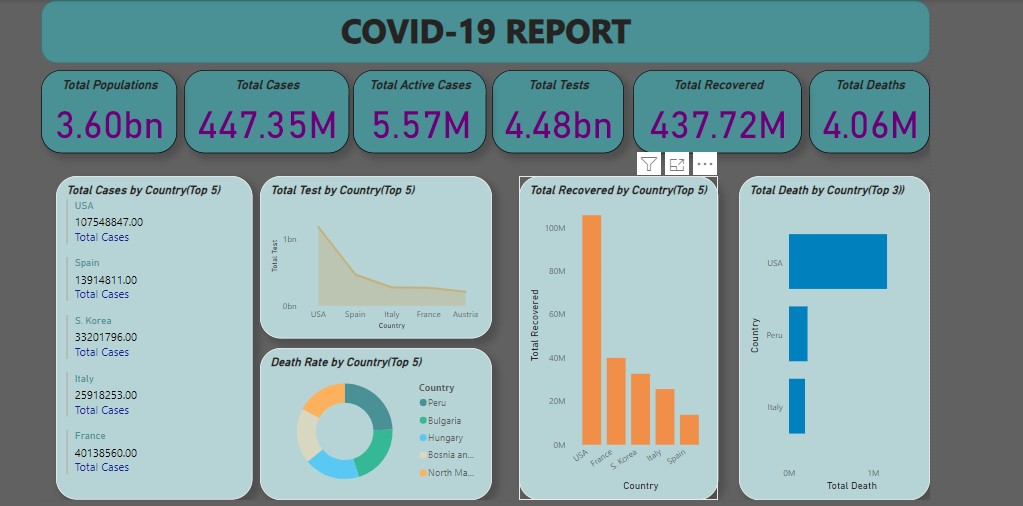 COVID-19 REPORT
Total Populations
3.60bn
Total Cases
447.35M
Total Active Cases
5.57M
Total Tests
4.48bn
Total Recovered
437.72M
Total Deaths
4.06M
Total Cases by Country(Top 5)
USA
107548847.00
Total Cases
Spain
13914811.00
Total Cases
S. Korea
33201796.00
Total Cases
Italy
25918253.00
Total Cases
France
40138560.00
Total Cases
Total Test by Country(Top 5)
Total Test
1bn
0bn
USA Spain Italy France Austria
Country
Death Rate by Country(Top 5)
Country
Peru
Bulgaria
Hungary
Bosnia an...
North Ma...
Total Recovered by Country(Top 5)
Total Recovered
100M
80M
60M
40M
20M
0M
USA France S. Korea Italy Spain
Country
Total Death by Country(Top 3))
Country
USA
Peru
Italy
0M 1M
Total Death